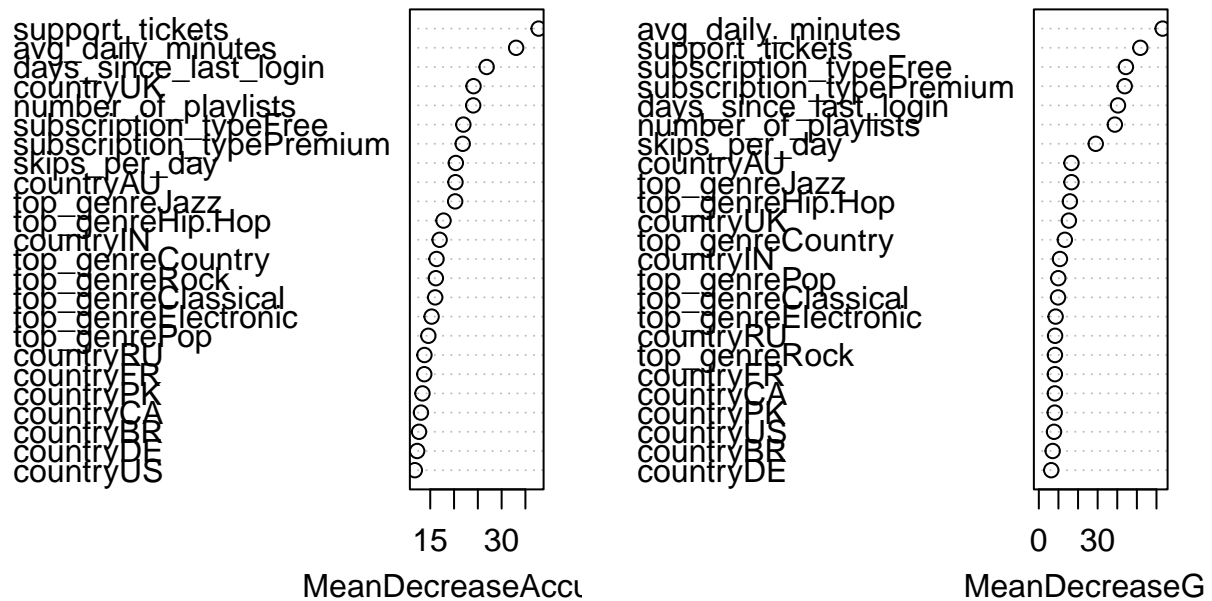 support_tickets
avg_daily_minutes
days_since_last_login
countryUK
number_of_playlists
subscription_typeFree
subscription_typePremium
skips_per_day
countryAU
top_genreJazz
top_genreHip.Hop
countryIN
top_genreCountry
top_genreRock
top_genreClassical
top_genreElectronic
top_genrePop
countryRU
countryFR
countryPK
countryCA
countryBR
countryDE
countryUS
15 30
MeanDecreaseAccu
avg_daily_minutes
support_tickets
subscription_typeFree
subscription_typePremium
days_since_last_login
number_of_playlists
skips_per_day
countryAU
top_genreJazz
top_genreHip.Hop
countryUK
top_genreCountry
countryIN
top_genrePop
top_genreClassical
top_genreElectronic
countryRU
top_genreRock
countryFR
countryCA
countryPK
countryUS
countryBR
countryDE
0 30
MeanDecreaseG